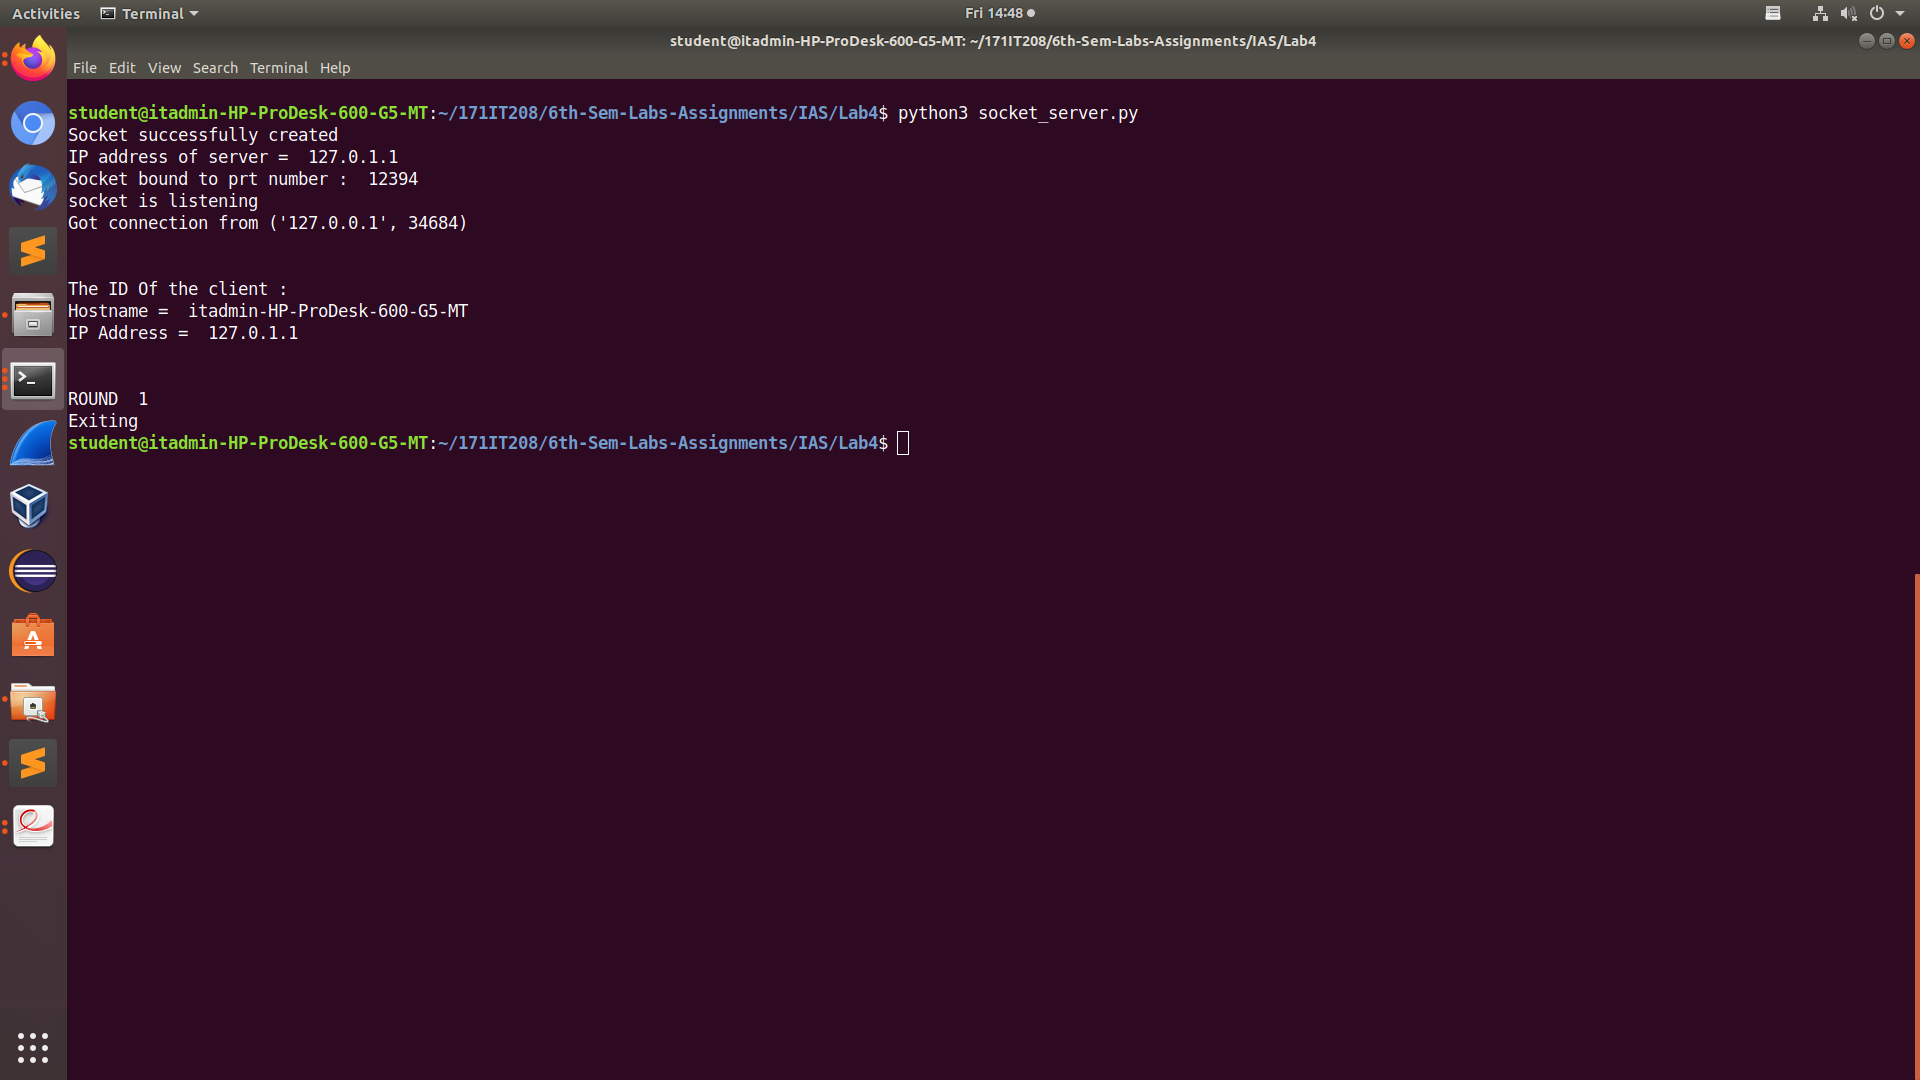 Activities Terminal Fri 14:48
student@itadmin-HP-ProDesk-600-G5-MT: ~/171IT208/6th-Sem-Labs-Assignments/IAS/Lab4
File Edit View Search Terminal Help
student@itadmin-HP-ProDesk-600-G5-MT:~/171IT208/6th-Sem-Labs-Assignments/IAS/Lab4$ python3 socket_server.py
Socket successfully created
IP address of server =  127.0.1.1
Socket bound to prt number :  12394
socket is listening
Got connection from ('127.0.0.1', 34684)
The ID Of the client :
Hostname =  itadmin-HP-ProDesk-600-G5-MT
IP Address =  127.0.1.1
ROUND  1
Exiting
student@itadmin-HP-ProDesk-600-G5-MT:~/171IT208/6th-Sem-Labs-Assignments/IAS/Lab4$